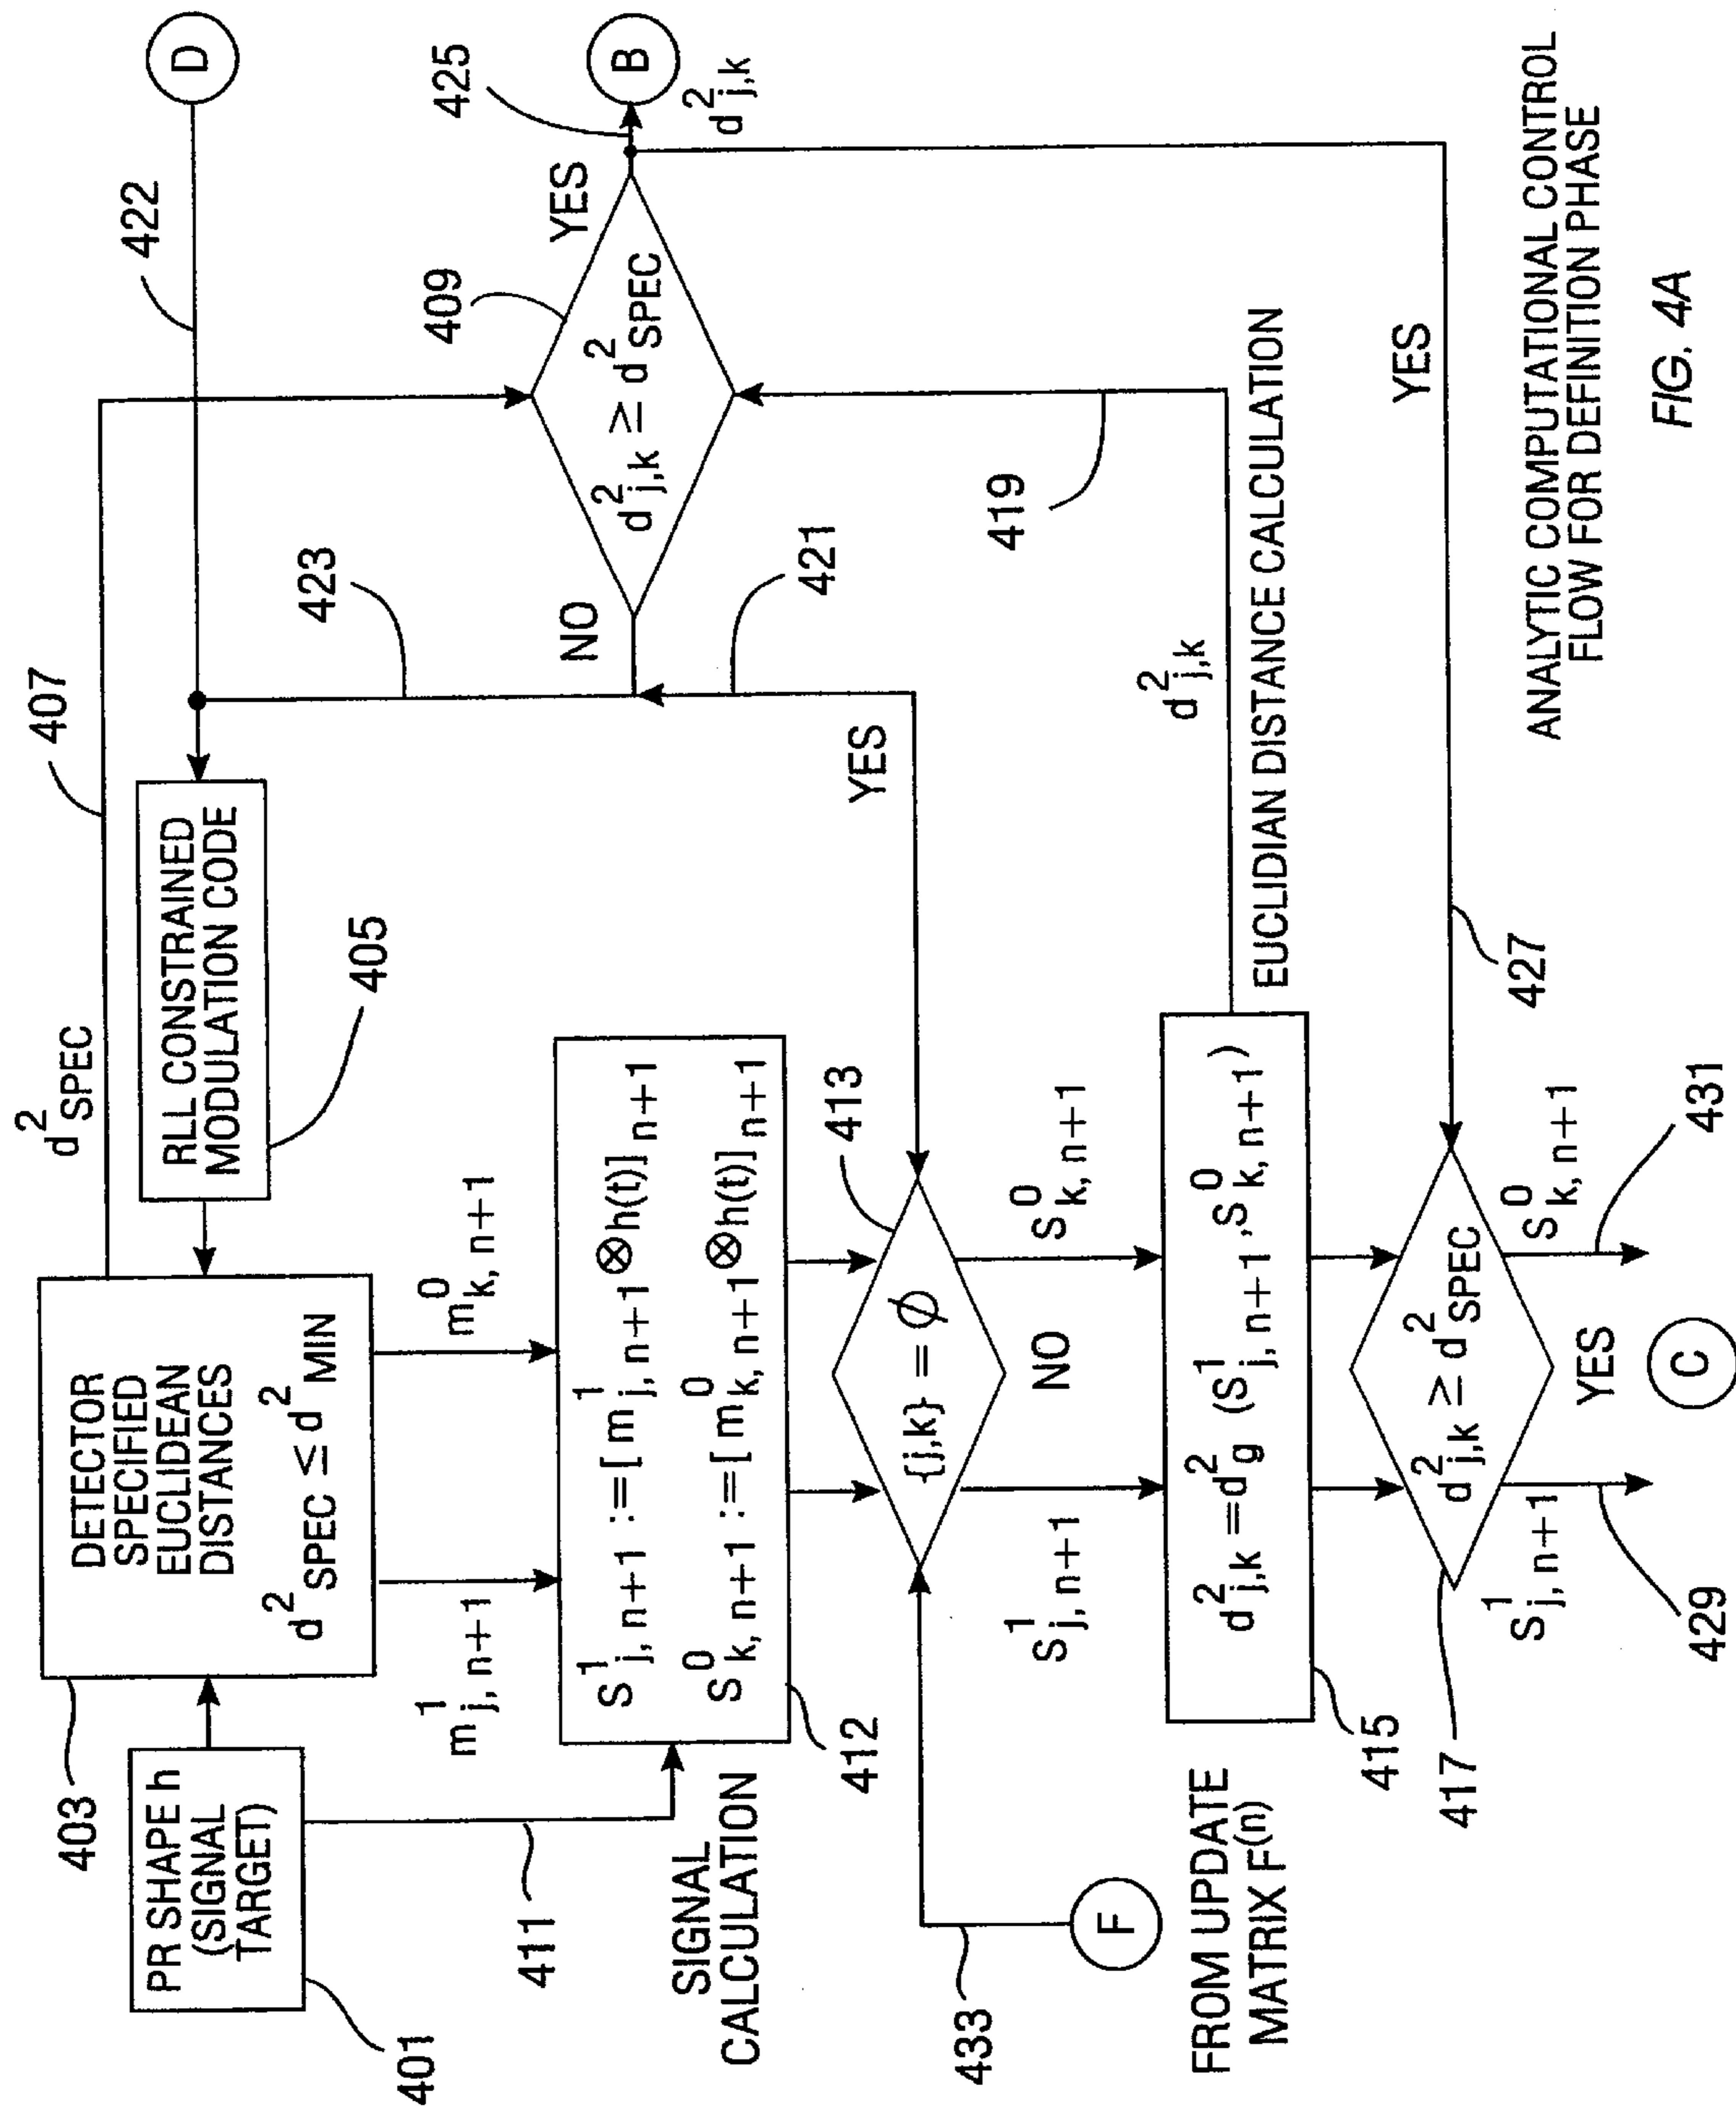 403
PR SHAPE h
(SIGNAL
TARGET)
401
DETECTOR
SPECIFIED
EUCLIDEAN
DISTANCES
d²SPEC ≤ d²MIN
d²SPEC
407
RLL CONSTRAINED
MODULATION CODE
405
422
D
423
411
SIGNAL
CALCULATION
m¹j, n+1
m⁰k, n+1
S¹j, n+1 := [m¹j, n+1 ⊗ h(t)] n+1
S⁰k, n+1 := [m⁰k, n+1 ⊗ h(t)] n+1
412
NO
409
d²j,k ≥ d²SPEC
YES
425
B
d²j,k
421
YES
413
{j,k} = ϕ
433
F
FROM UPDATE
MATRIX F(n)
S¹j, n+1
NO
S⁰k, n+1
419
d²j,k
d²j,k = d²g (S¹j, n+1 , S⁰k, n+1)
415
EUCLIDIAN DISTANCE CALCULATION
417
d²j,k ≥ d²SPEC
427
YES
S¹j, n+1
429
YES
C
S⁰k, n+1
431
ANALYTIC COMPUTATIONAL CONTROL
FLOW FOR DEFINITION PHASE
FIG. 4A